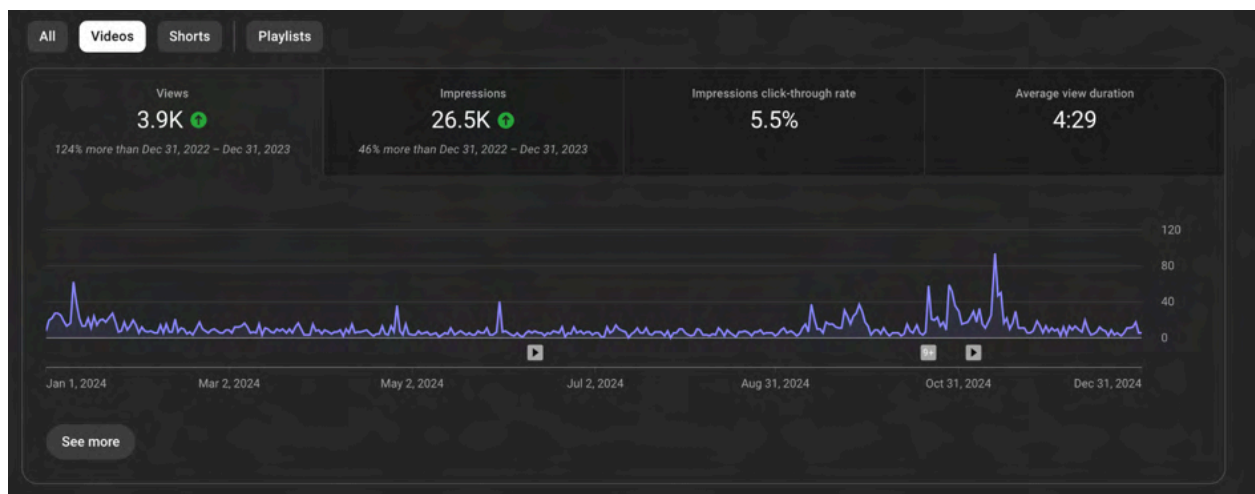 All Videos Shorts Playlists
Views
3.9K
124% more than Dec 31, 2022 – Dec 31, 2023
Impressions
26.5K
46% more than Dec 31, 2022 – Dec 31, 2023
Impressions click-through rate
5.5%
Average view duration
4:29
120
80
40
0
9+
Jan 1, 2024 Mar 2, 2024 May 2, 2024 Jul 2, 2024 Aug 31, 2024 Oct 31, 2024 Dec 31, 2024
See more